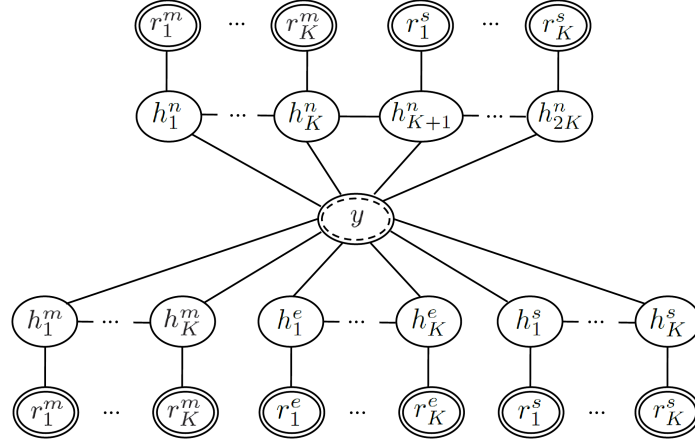 r_1^m ... r_K^m r_1^s ... r_K^s
h_1^n ... h_K^n h_{K+1}^n ... h_{2K}^n
y
h_1^m ... h_K^m h_1^e ... h_K^e h_1^s ... h_K^s
r_1^m ... r_K^m r_1^e ... r_K^e r_1^s ... r_K^s